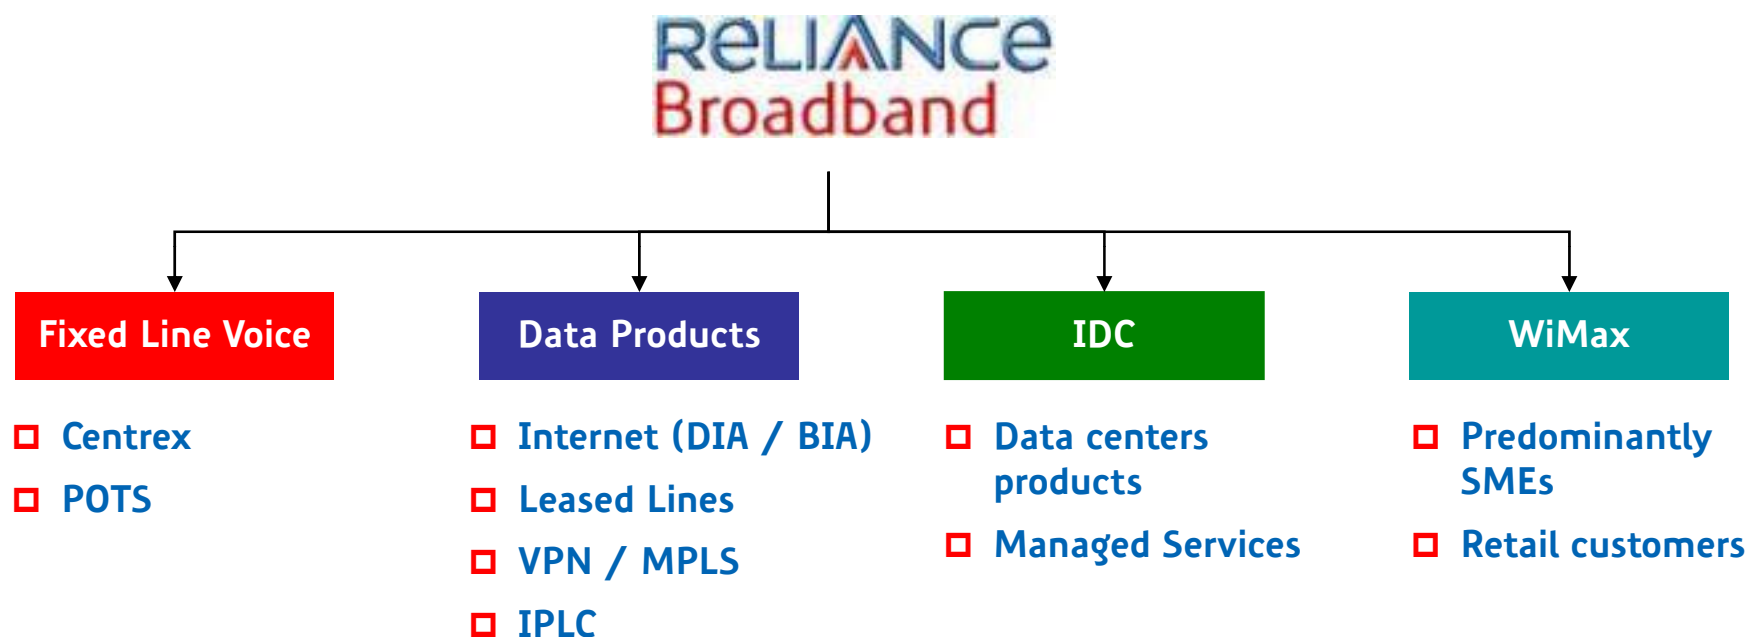 RELIANCE
Broadband
Fixed Line Voice
Centrex
POTS
Data Products
Internet (DIA / BIA)
Leased Lines
VPN / MPLS
IPLC
IDC
Data centers
products
Managed Services
WiMax
Predominantly
SMEs
Retail customers